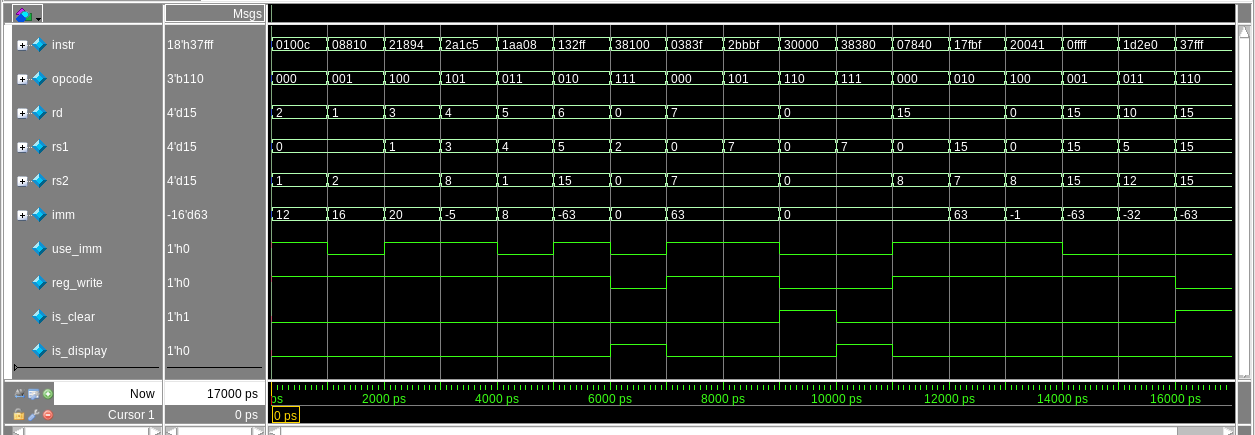 Msgs
instr 18'h37fff 0100c 08810 21894 2a1c5 1aa08 132ff 38100 0383f 2bbbf 30000 38380 07840 17fbf 20041 0ffff 1d2e0 37fff
opcode 3'b110 000 001 100 101 011 010 111 000 101 110 111 000 010 100 001 011 110
rd 4'd15 2 1 3 4 5 6 0 7 0 15 0 15 10 15
rs1 4'd15 0 1 3 4 5 2 0 7 0 7 0 15 0 15 5 15
rs2 4'd15 1 2 8 1 15 0 7 0 8 7 8 15 12 15
imm -16'd63 12 16 20 -5 8 -63 0 63 0 63 -1 -63 -32 -63
use_imm 1'h0
reg_write 1'h0
is_clear 1'h1
is_display 1'h0
Now 17000 ps ps 2000 ps 4000 ps 6000 ps 8000 ps 10000 ps 12000 ps 14000 ps 16000 ps
Cursor 1 0 ps 0 ps